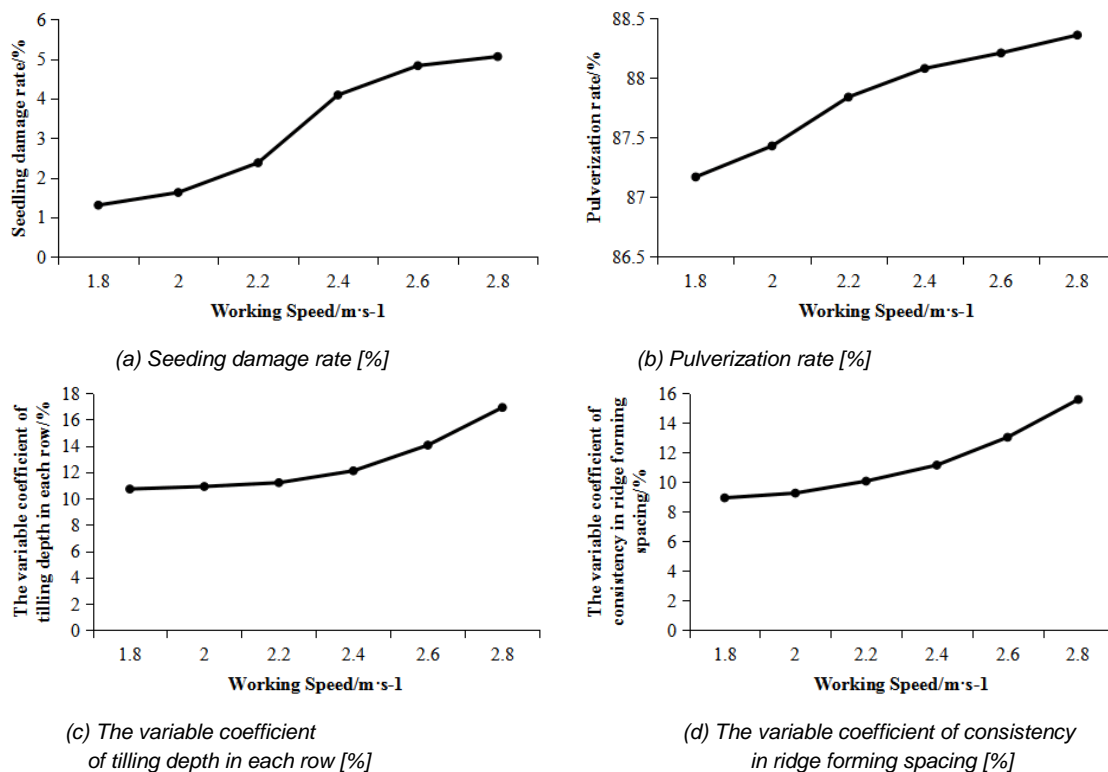 Seedling damage rate/%
6
5
4
3
2
1
0
1.8 2 2.2 2.4 2.6 2.8
Working Speed/m·s-1
(a) Seeding damage rate [%]
Pulverization rate/%
88.5
88
87.5
87
86.5
1.8 2 2.2 2.4 2.6 2.8
Working Speed/m·s-1
(b) Pulverization rate [%]
The variable coefficient of
tilling depth in each row/%
18
16
14
12
10
8
6
4
2
0
1.8 2 2.2 2.4 2.6 2.8
Working Speed/m·s-1
(c) The variable coefficient
of tilling depth in each row [%]
The variable coefficient of
consistency in ridge forming
spacing/%
16
14
12
10
8
6
4
2
0
1.8 2 2.2 2.4 2.6 2.8
Working Speed/m·s-1
(d) The variable coefficient of consistency
in ridge forming spacing [%]